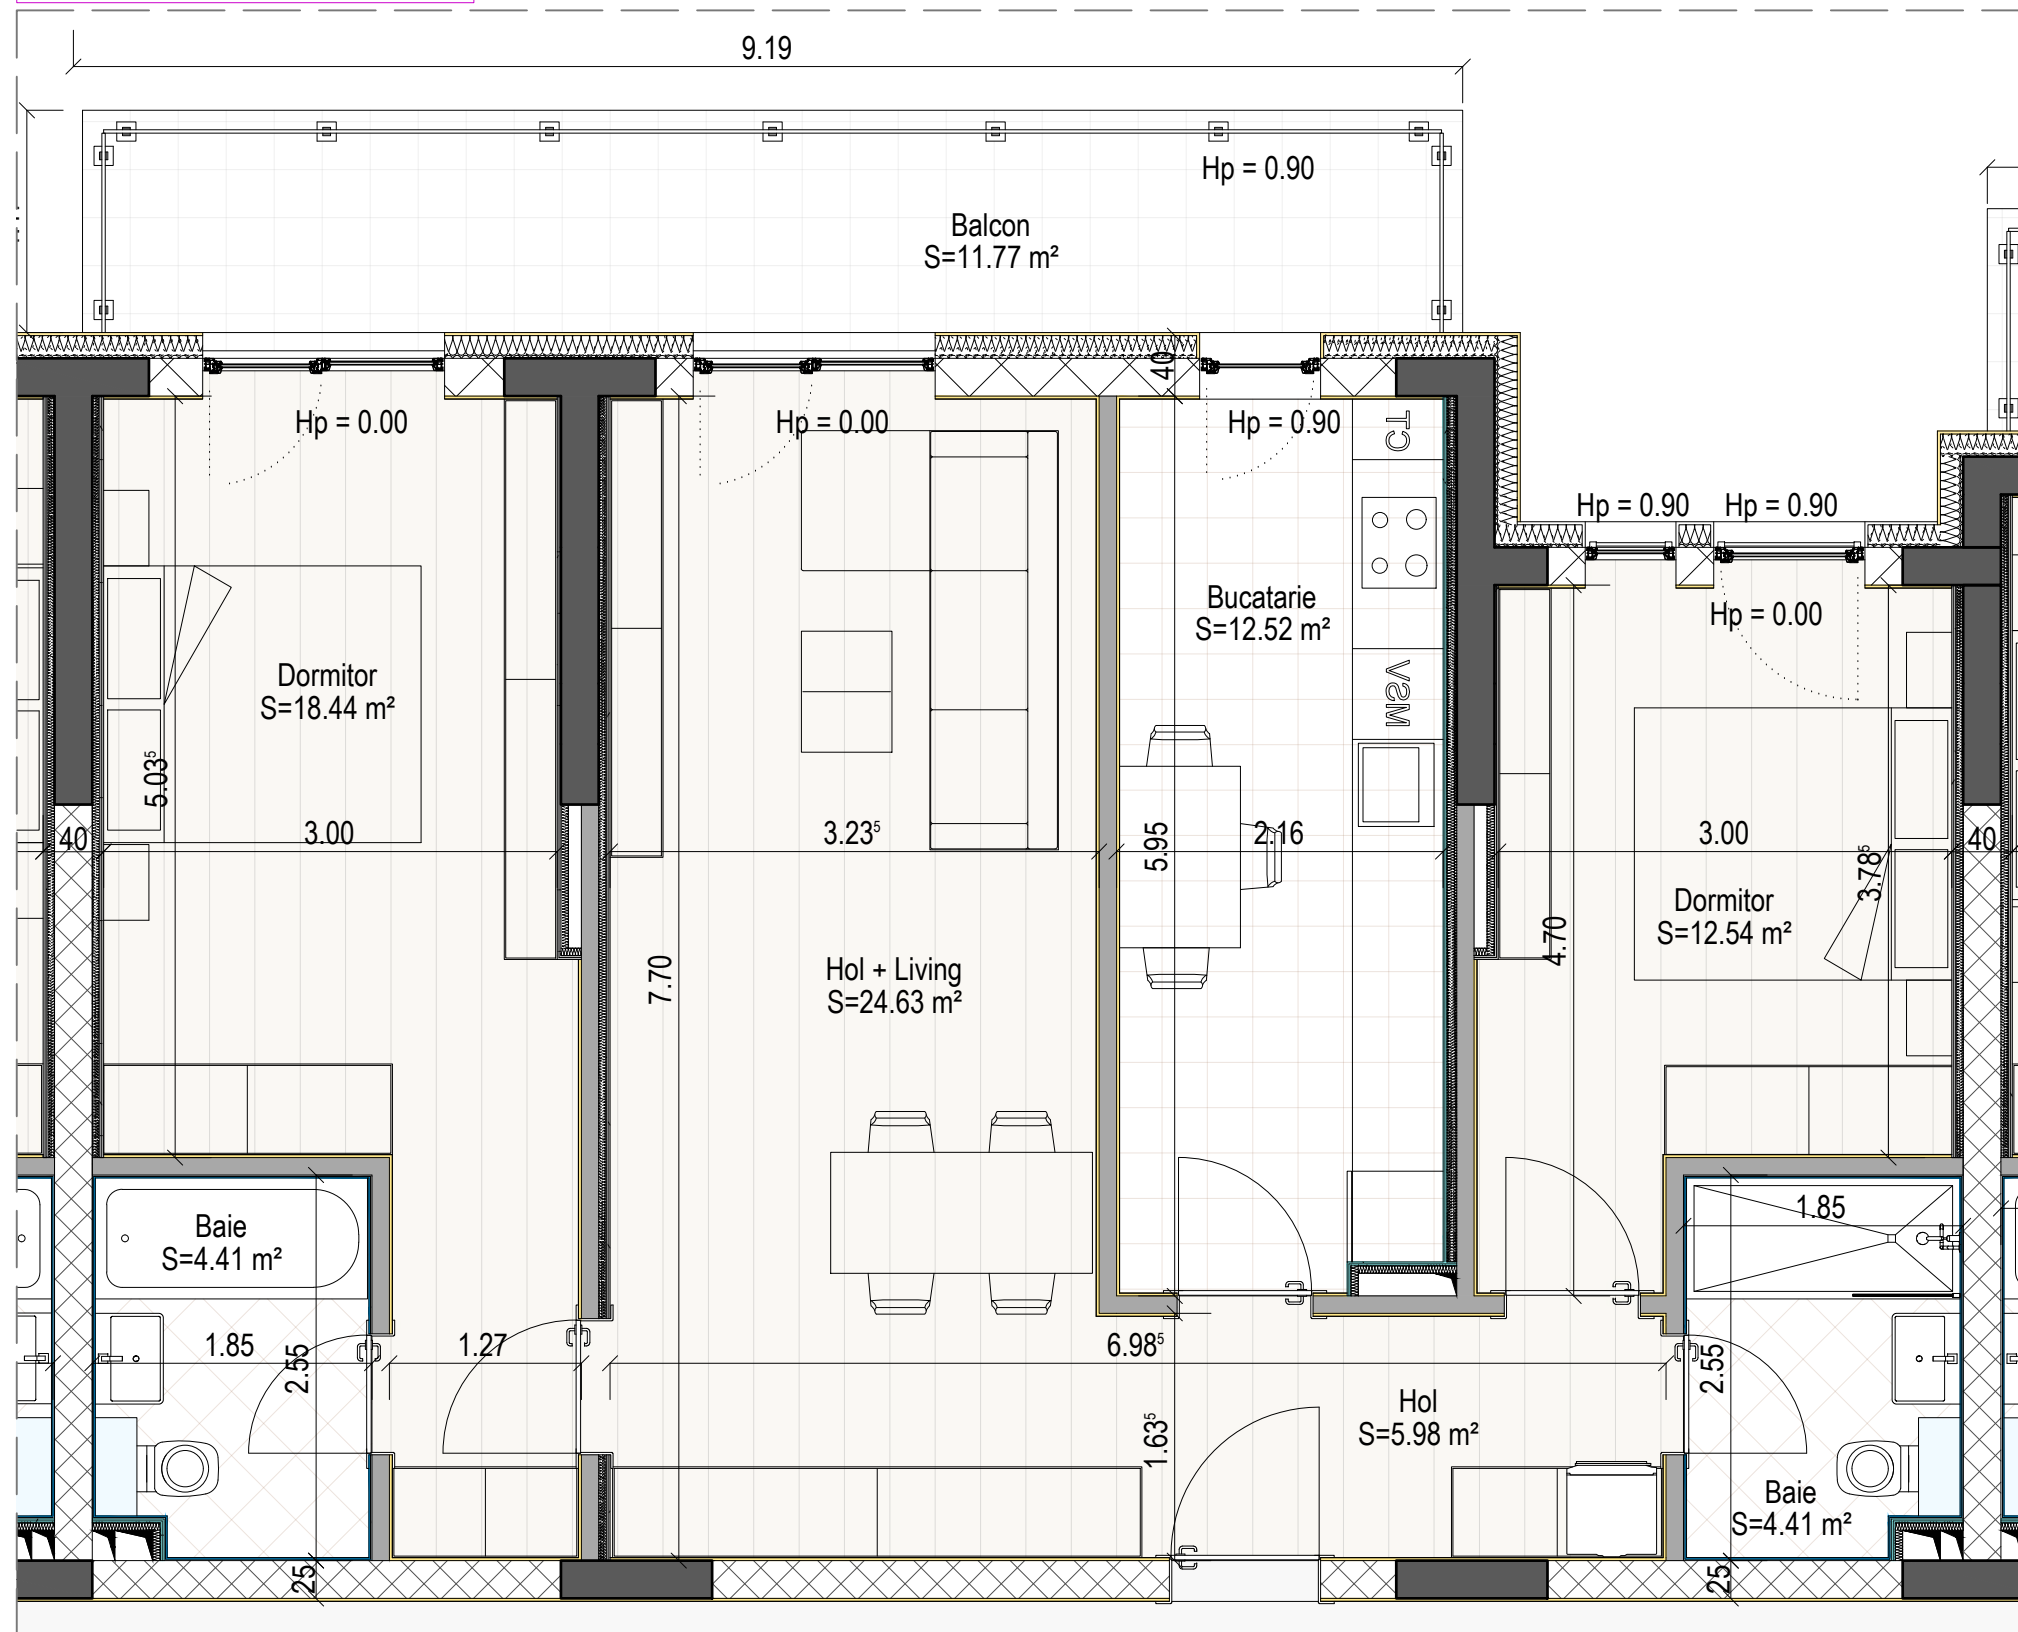 9.19
Hp = 0.90
Balcon
S=11.77 m²
40
Hp = 0.00
Hp = 0.00
Hp = 0.90
TC
Hp = 0.90
Hp = 0.90
Hp = 0.00
Bucatarie
S=12.52 m²
VSM
Dormitor
S=18.44 m²
5.03⁵
40
3.00
3.23⁵
5.95
2.16
3.00
3.78⁵
40
Dormitor
S=12.54 m²
4.70
7.70
Hol + Living
S=24.63 m²
Baie
S=4.41 m²
1.85
1.85
2.55
1.27
6.98⁵
2.55
Hol
S=5.98 m²
1.63⁵
Baie
S=4.41 m²
25
25